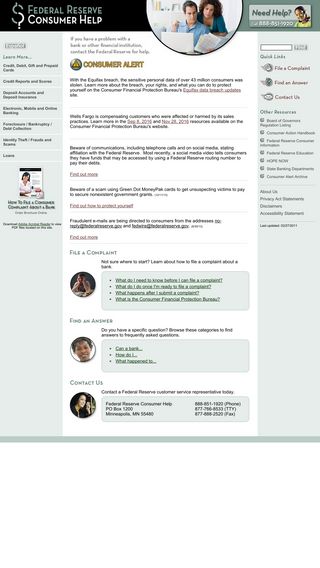 FEDERAL RESERVE
CONSUMER HELP
Need Help?
Call 888-851-1920
If you have a problem with a
bank or other financial institution,
contact the Federal Reserve for help.
Español
Learn More...
Credit, Debit, Gift and Prepaid
Cards
Credit Reports and Scores
Deposit Accounts and
Deposit Insurance
Electronic, Mobile and Online
Banking
Foreclosure / Bankruptcy /
Debt Collection
Identity Theft / Frauds and
Scams
Loans
HOW TO FILE A CONSUMER
COMPLAINT ABOUT A BANK
Crops Brochure Online
Download Adobe Acrobat Reader to view
PDF files located on this site.
CONSUMER ALERT
With the Equifax breach, the sensitive personal data of over 43 million consumers was
stolen. Learn more about the breach, your rights, and what you can do to protect
yourself on the Consumer Financial Protection Bureau's Equifax data breach updates
site.
Wells Fargo is compensating customers who were affected or harmed by its sales
practices. Learn more in the Sep 8, 2016 and Nov 28, 2016 resources available on the
Consumer Financial Protection Bureau's website.
Beware of communications, including telephone calls and on social media, stating
affiliation with the Federal Reserve. Most recently, a social media video tells consumers
they have funds that may be accessed by using a Federal Reserve routing number to
pay their debts.
Find out more
Beware of a scam using Green Dot MoneyPak cards to get unsuspecting victims to pay
to secure nonexistent government grants.
Find out how to protect yourself
Fraudulent e-mails are being directed to consumers from the addresses no-
reply@federalreserve.gov and fedwire@federalreserve.gov.
Find out more
FILE A COMPLAINT
Not sure where to start? Learn about how to file a complaint about a
bank.
• What do I need to know before I can file a complaint?
• What do I do once I'm ready to file a complaint?
• What happens after I submit a complaint?
• What is the Consumer Financial Protection Bureau?
FIND AN ANSWER
Do you have a specific question? Browse these categories to find
answers to frequently asked questions.
• Can a bank...
• How do I...
• What happened to...
CONTACT US
Contact a Federal Reserve customer service representative today.
Federal Reserve Consumer Help 888-851-1920 (Phone)
PO Box 1200 877-766-8533 (TTY)
Minneapolis, MN 55480 877-888-2520 (Fax)
Search
Quick Links
File a Complaint
Find an Answer
Contact Us
Other Resources
Board of Governors
Regulation Listing
Consumer Action Handbook
Federal Reserve Consumer
Information
Federal Reserve Education
HOPE NOW
State Banking Departments
Consumer Alert Archive
About Us
Privacy Act Statements
Disclaimers
Accessibility Statement
Last updated: 02/27/2011